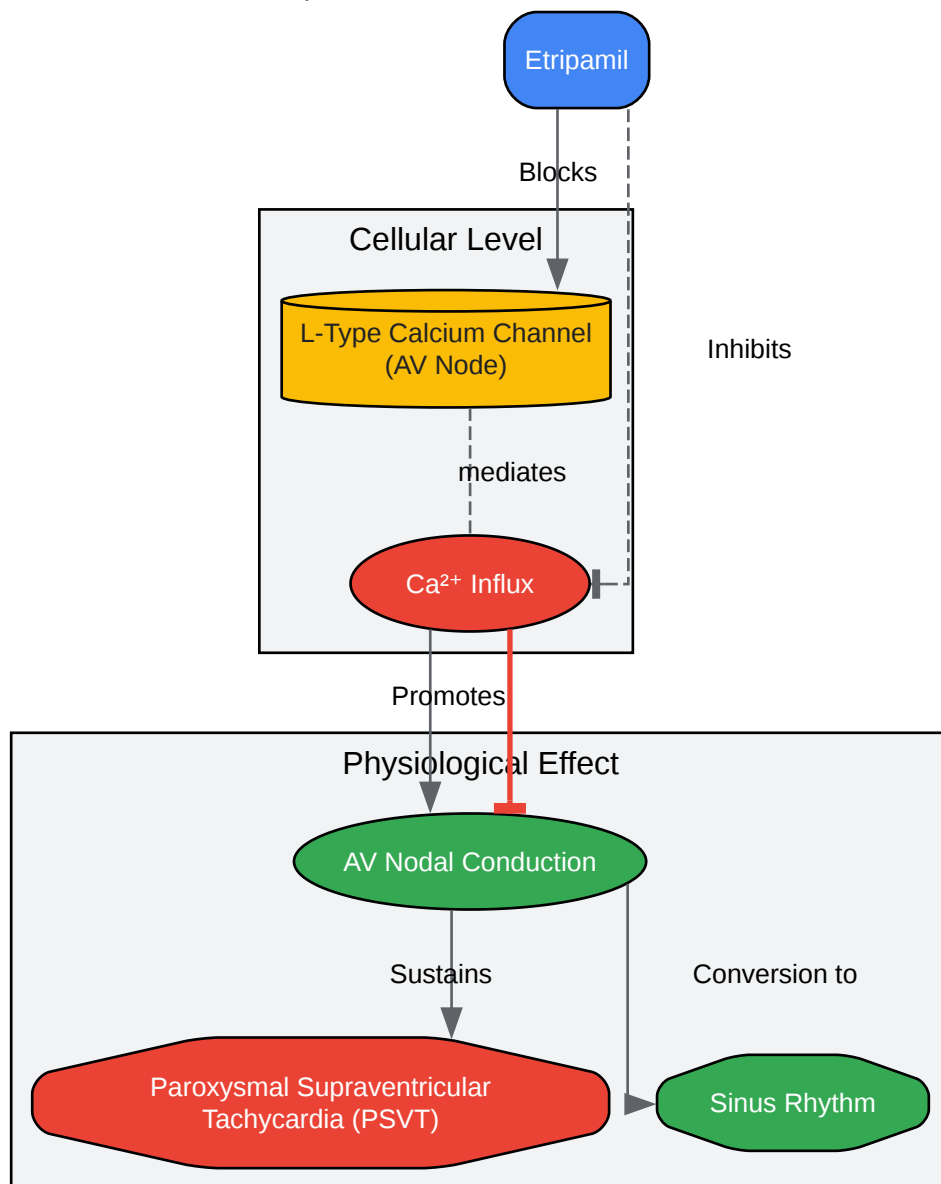 Etripamil
Blocks
Cellular Level
L-Type Calcium Channel
(AV Node)
Inhibits
mediates
Ca²⁺ Influx
Promotes
Physiological Effect
AV Nodal Conduction
Sustains
Conversion to
Paroxysmal Supraventricular
Tachycardia (PSVT)
Sinus Rhythm